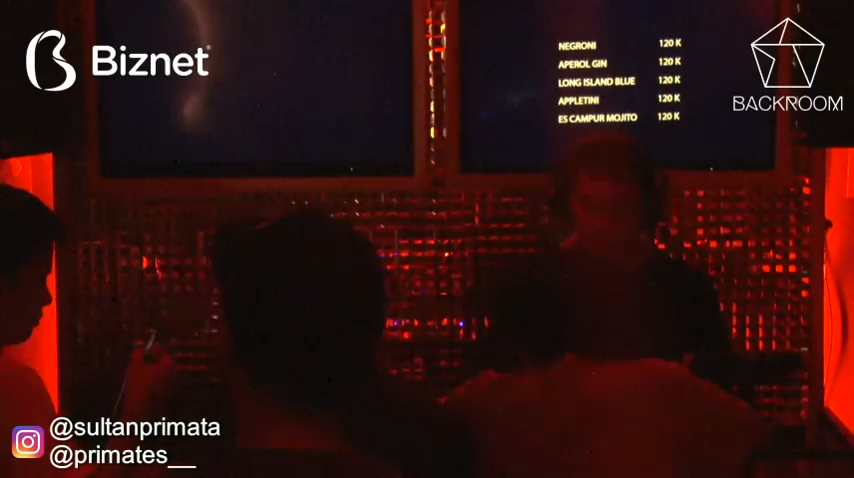 Biznet
NEGRONI 120 K
APEROL GIN 120 K
LONG ISLAND BLUE 120 K
APPLETINI 120 K
ES CAMPUR MOJITO 120 K
BACKROOM
@sultanprimata
@primates__